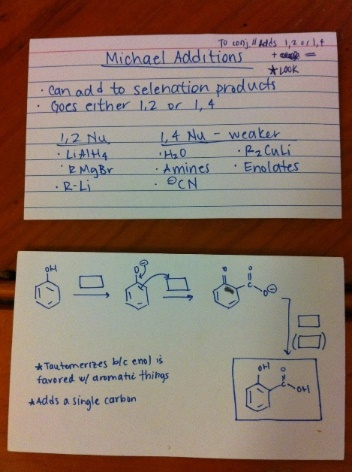 To conj. // Adds 1,2 or 1,4
Michael Additions
★LOOK
· Can add to selenation products
· Goes either 1,2 or 1,4
1,2 Nu
1,4 Nu - weaker
· LiAlH4
· H2O
· R2CuLi
· RMgBr
· Amines
· Enolates
· R-Li
· ⊖CN
OH
O⊖
O
O
C
O⊖
OH
O
C
OH
★Tautomerizes b/c enol is
favored w/ aromatic things
★Adds a single carbon